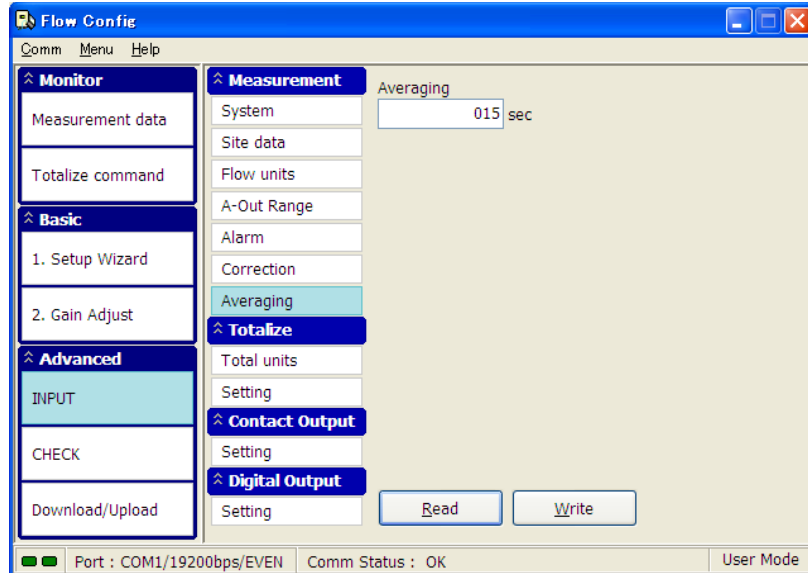 Flow Config
Comm Menu Help
Monitor
Measurement data
Totalize command
Basic
1. Setup Wizard
2. Gain Adjust
Advanced
INPUT
CHECK
Download/Upload
Measurement
System
Site data
Flow units
A-Out Range
Alarm
Correction
Averaging
Totalize
Total units
Setting
Contact Output
Setting
Digital Output
Setting
Averaging
015 sec
Read Write
Port : COM1/19200bps/EVEN Comm Status : OK User Mode